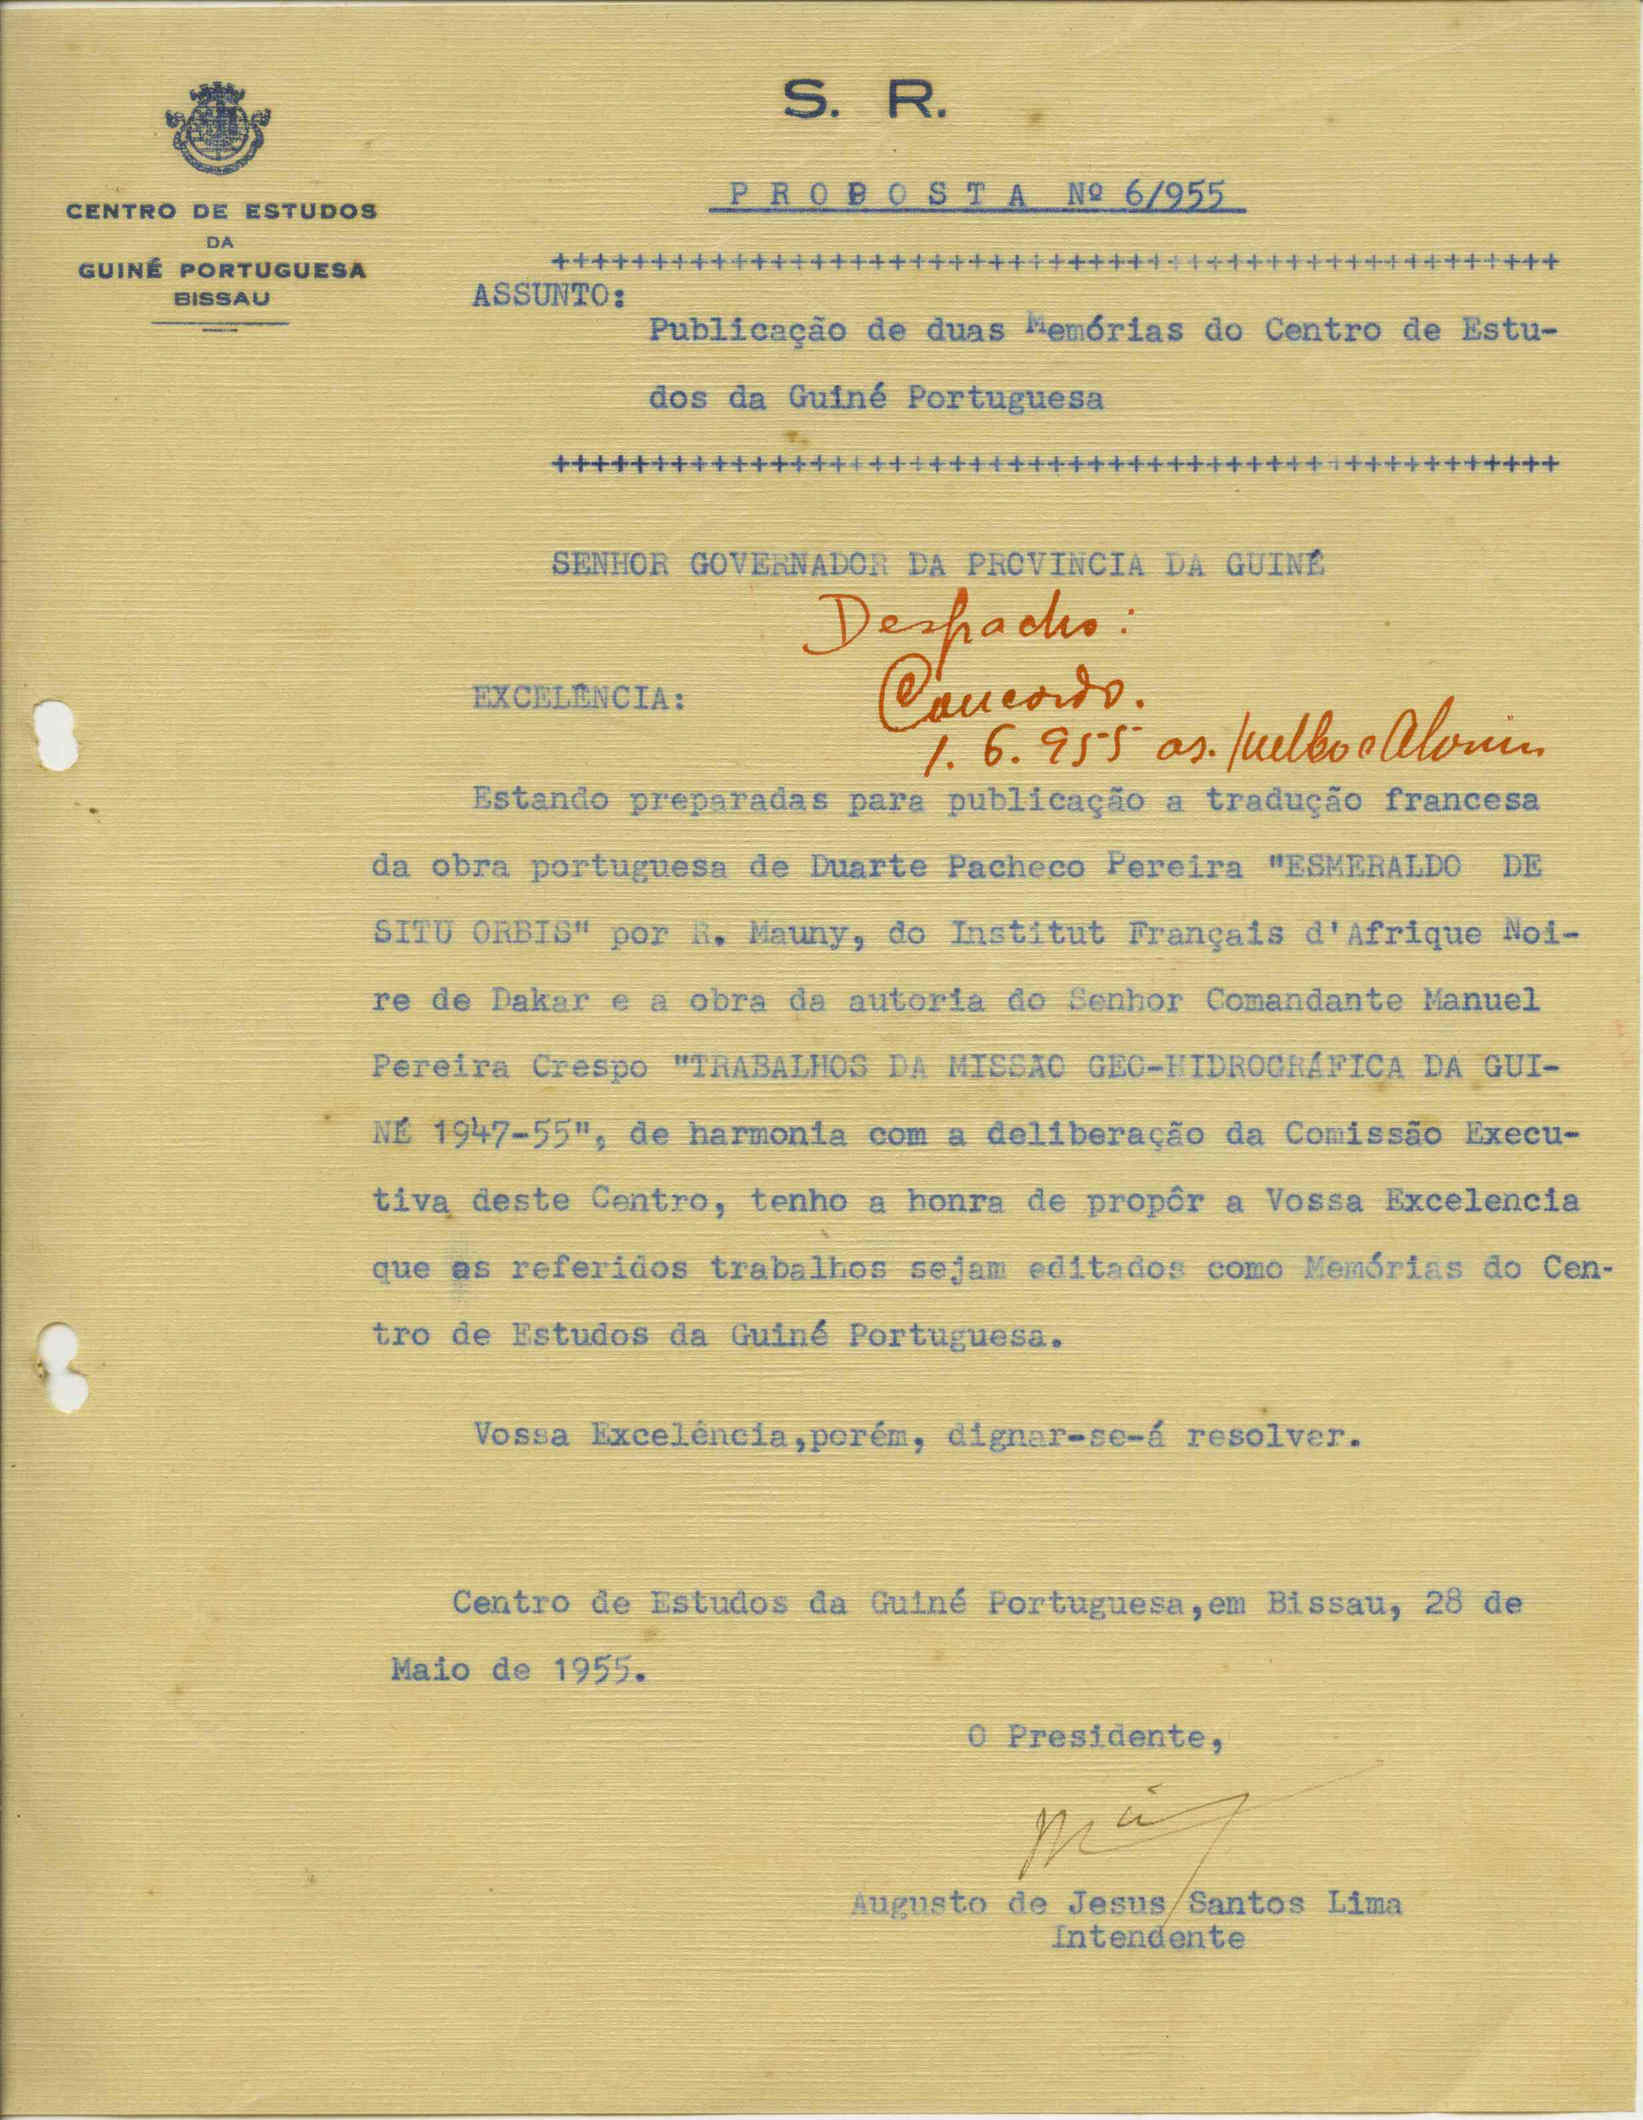 S. R.
CENTRO DE ESTUDOS
DA
GUINÉ PORTUGUESA
BISSAU
PROPOSTA Nº 6/955
++++++++++++++++++++++++++++++++++++++++++++++++++
ASSUNTO:
Publicação de duas Memórias do Centro de Estu-
dos da Guiné Portuguesa
++++++++++++++++++++++++++++++++++++++++++++++++++
SENHOR GOVERNADOR DA PROVINCIA DA GUINÉ
Despacho:
Concordo.
1.6.955 as. Mello e Alvim
EXCELÊNCIA:
Estando preparadas para publicação a tradução francesa
da obra portuguesa de Duarte Pacheco Pereira "ESMERALDO DE
SITU ORBIS" por R. Mauny, do Institut Français d'Afrique Noi-
re de Dakar e a obra da autoria do Senhor Comandante Manuel
Pereira Crespo "TRABALHOS DA MISSÃO GEO-HIDROGRÁFICA DA GUI-
NÉ 1947-55", de harmonia com a deliberação da Comissão Execu-
tiva deste Centro, tenho a honra de propôr a Vossa Excelencia
que os referidos trabalhos sejam editados como Memórias do Cen-
tro de Estudos da Guiné Portuguesa.
Vossa Excelência,porém, dignar-se-á resolver.
Centro de Estudos da Guiné Portuguesa,em Bissau, 28 de
Maio de 1955.
O Presidente,
Augusto de Jesus Santos Lima
Intendente